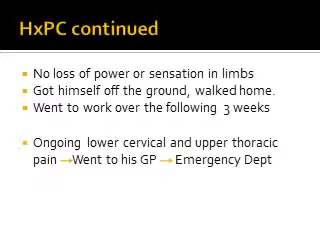 HxPC continued
No loss of power or sensation in limbs
Got himself off the ground, walked home.
Went to work over the following 3 weeks
Ongoing lower cervical and upper thoracic
pain →Went to his GP → Emergency Dept